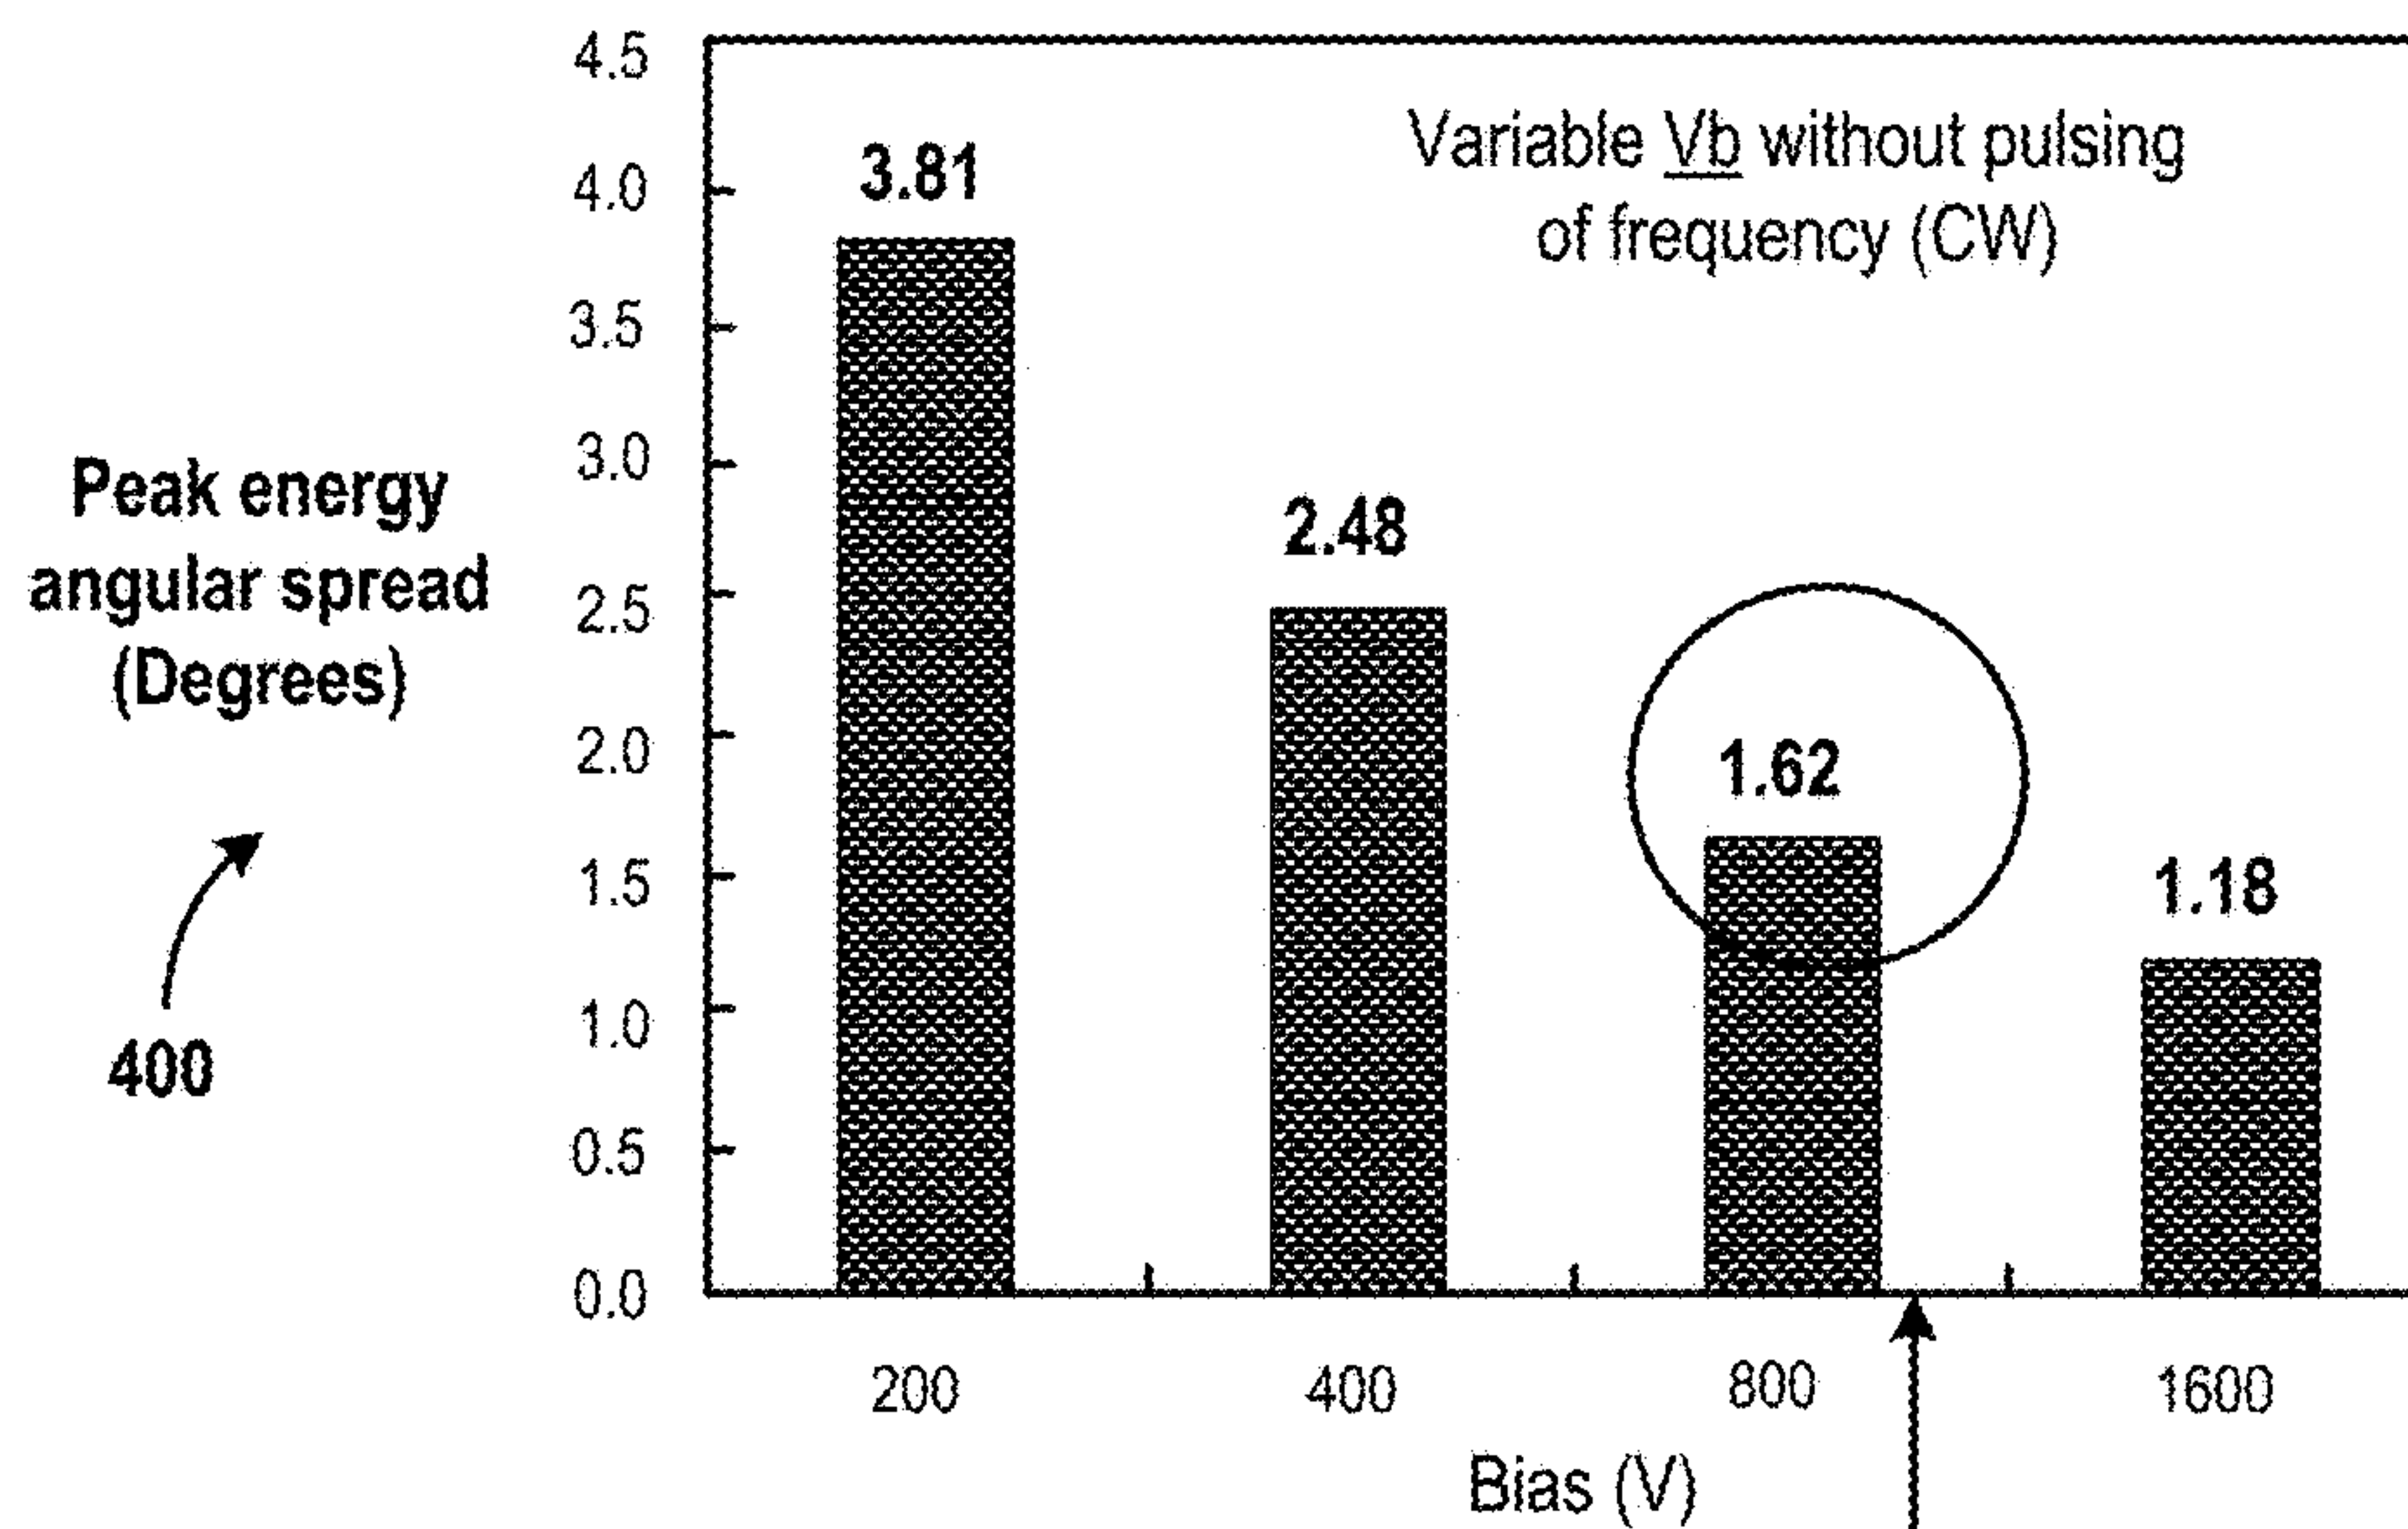 4.5
4.0
3.5
3.0
2.5
2.0
1.5
1.0
0.5
0.0
Peak energy
angular spread
(Degrees)
400
Variable Vb without pulsing
of frequency (CW)
3.81
2.48
1.62
1.18
200 400 800 1600
Bias (V)